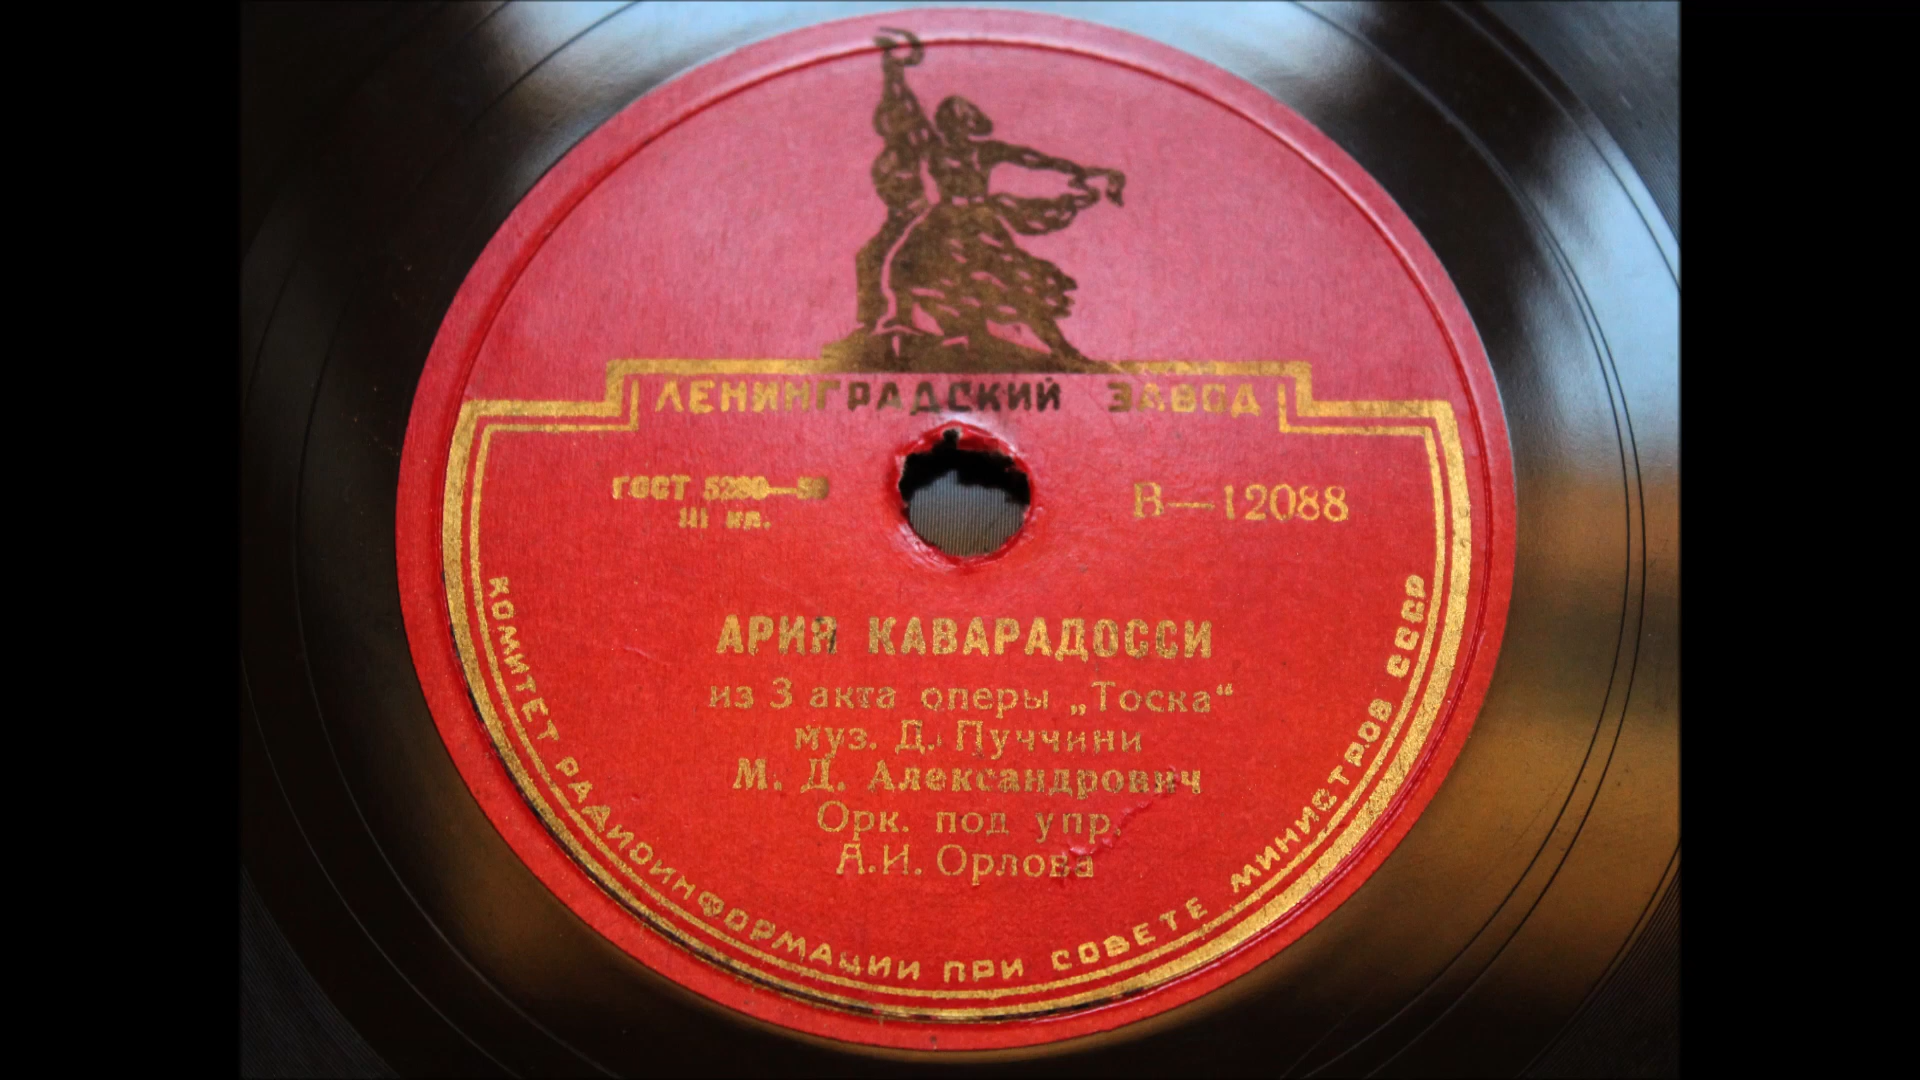 ЛЕНИНГРАДСКИЙ ЗАВОД
ГОСТ 5280—50
III кл.
В—12088
АРИЯ КАВАРАДОССИ
из 3 акта оперы „Тоска“
муз. Д. Пуччини
М. Д. Александрович
Орк. под упр.
А.И. Орлова
КОМИТЕТ РАДИОИНФОРМАЦИИ ПРИ СОВЕТЕ МИНИСТРОВ СССР